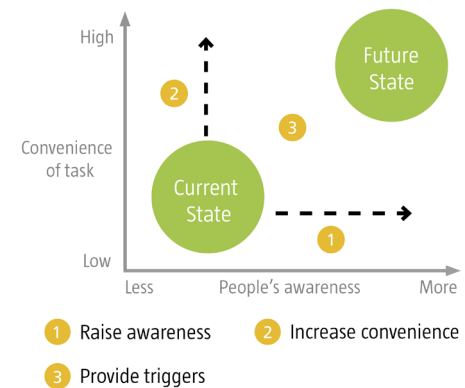 High
Future
State
2
3
Convenience
of task
Current
State
1
Low
Less People's awareness More
1 Raise awareness 2 Increase convenience
3 Provide triggers